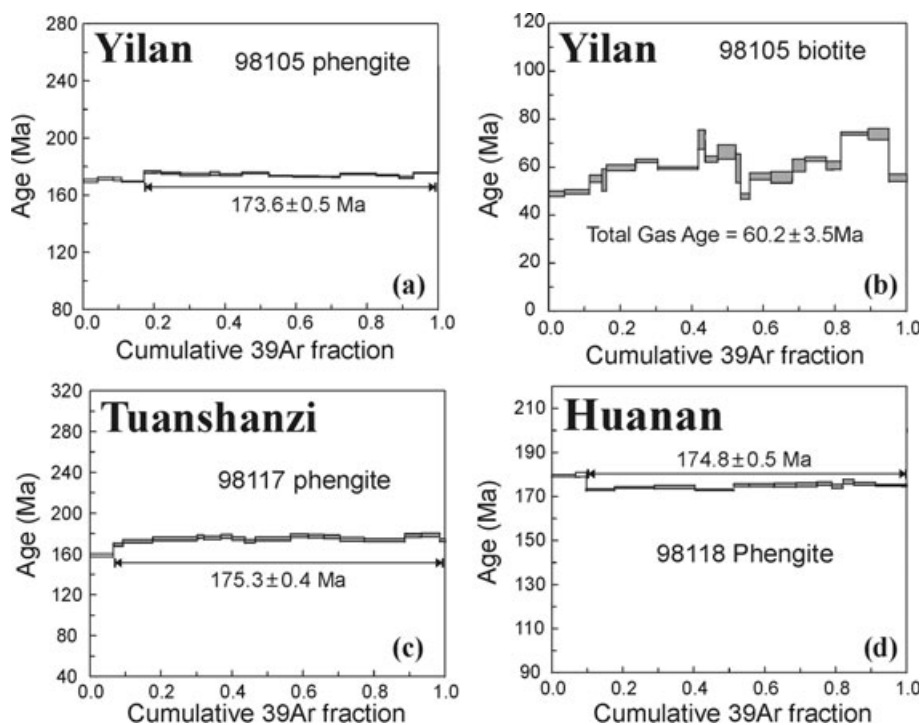 Yilan
98105 phengite
Age (Ma)
280
240
200
160
120
80
173.6±0.5 Ma
(a)
0.0 0.2 0.4 0.6 0.8 1.0
Cumulative 39Ar fraction
Yilan
98105 biotite
Age (Ma)
120
100
80
60
40
20
0
Total Gas Age = 60.2±3.5Ma
(b)
0.0 0.2 0.4 0.6 0.8 1.0
Cumulative 39Ar fraction
Tuanshanzi
98117 phengite
Age (Ma)
320
280
240
200
160
120
80
40
175.3±0.4 Ma
(c)
0.0 0.2 0.4 0.6 0.8 1.0
Cumulative 39Ar fraction
Huanan
174.8±0.5 Ma
Age (Ma)
210
190
170
150
130
110
90
98118 Phengite
(d)
0.0 0.2 0.4 0.6 0.8 1.0
Cumulative 39Ar fraction